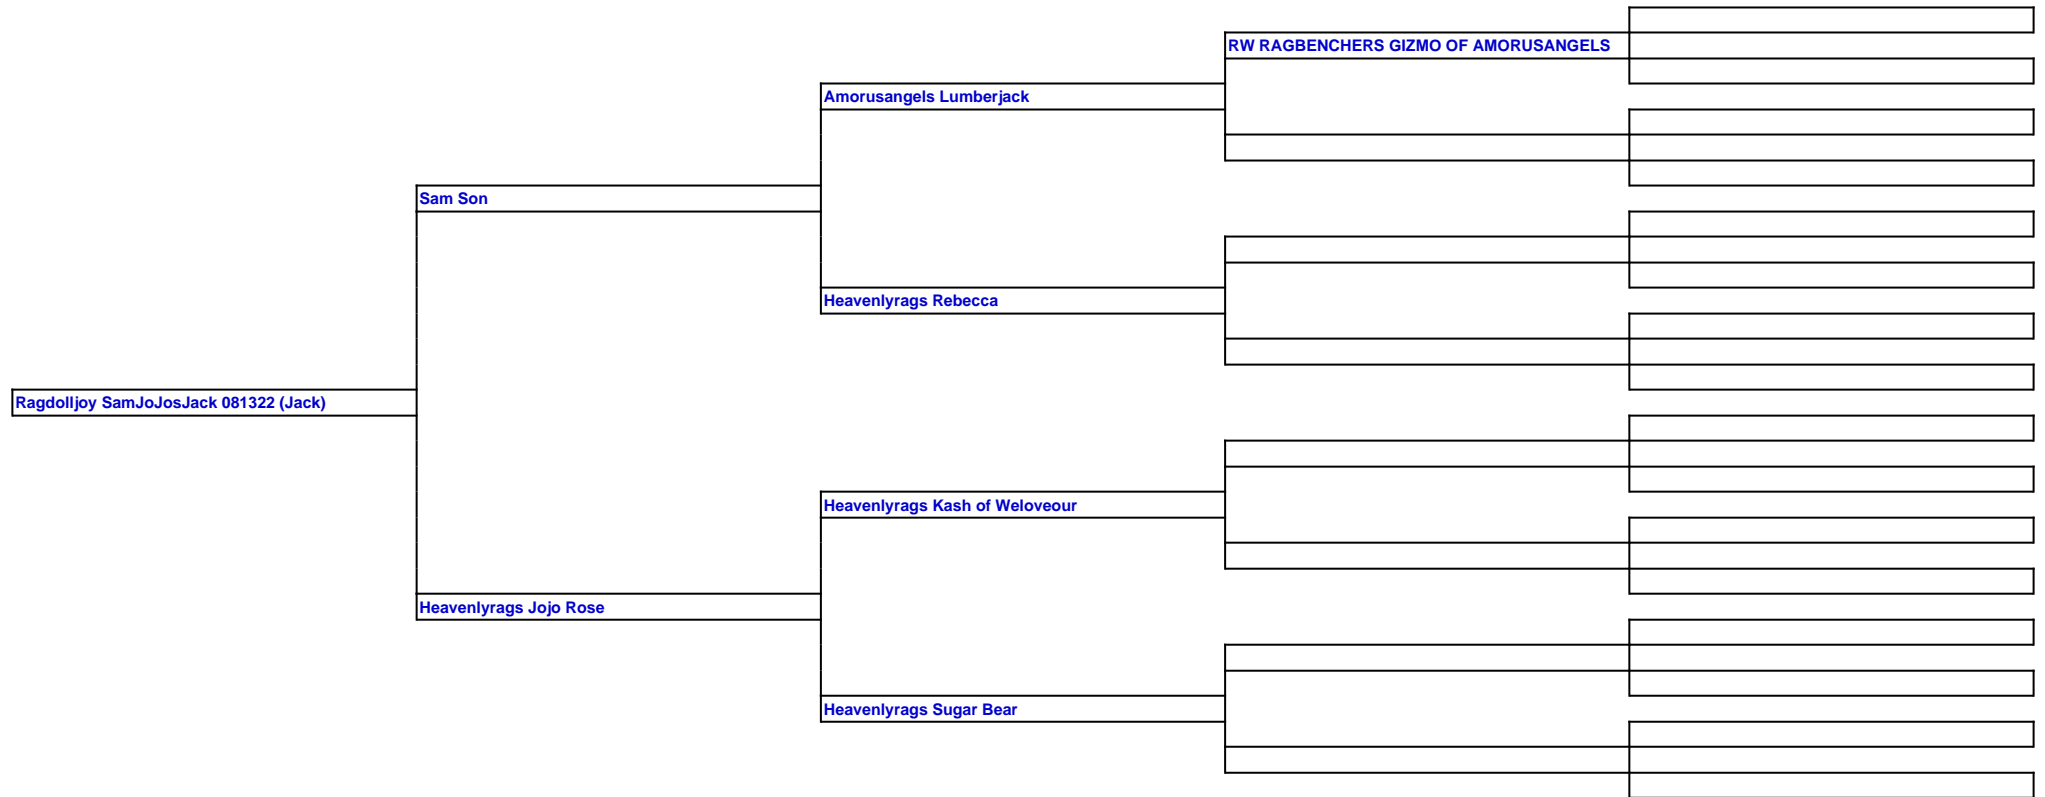 RW RAGBENCHERS GIZMO OF AMORUSANGELS
Amorusangels Lumberjack
Sam Son
Heavenlyrags Rebecca
Ragdolljoy SamJoJosJack 081322 (Jack)
Heavenlyrags Kash of Weloveour
Heavenlyrags Jojo Rose
Heavenlyrags Sugar Bear